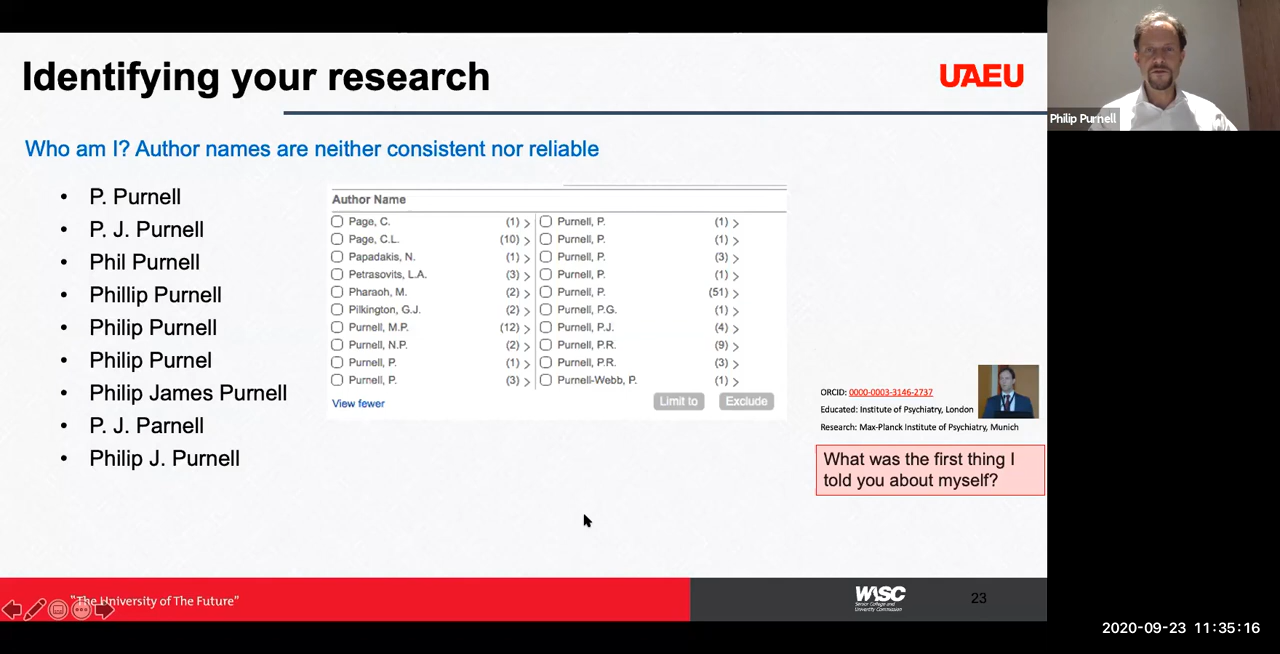 Identifying your research
UAEU
Philip Purnell
Who am I? Author names are neither consistent nor reliable
• P. Purnell
• P. J. Purnell
• Phil Purnell
• Phillip Purnell
• Philip Purnell
• Philip Purnel
• Philip James Purnell
• P. J. Parnell
• Philip J. Purnell
Author Name
Page, C. (1) > Purnell, P. (1) >
Page, C.L. (10) > Purnell, P. (1) >
Papadakis, N. (1) > Purnell, P. (3) >
Petrasovits, L.A. (3) > Purnell, P. (1) >
Pharaoh, M. (2) > Purnell, P. (51) >
Pilkington, G.J. (2) > Purnell, P.G. (1) >
Purnell, M.P. (12) > Purnell, P.J. (4) >
Purnell, N.P. (2) > Purnell, P.R. (9) >
Purnell, P. (1) > Purnell, P.R. (3) >
Purnell, P. (3) > Purnell-Webb, P. (1) >
View fewer Limit to Exclude
ORCID: 0000-0003-3146-2737
Educated: Institute of Psychiatry, London
Research: Max-Planck Institute of Psychiatry, Munich
What was the first thing I
told you about myself?
"The University of The Future"
WASC
Senior College and
University Commission
23
2020-09-23 11:35:16